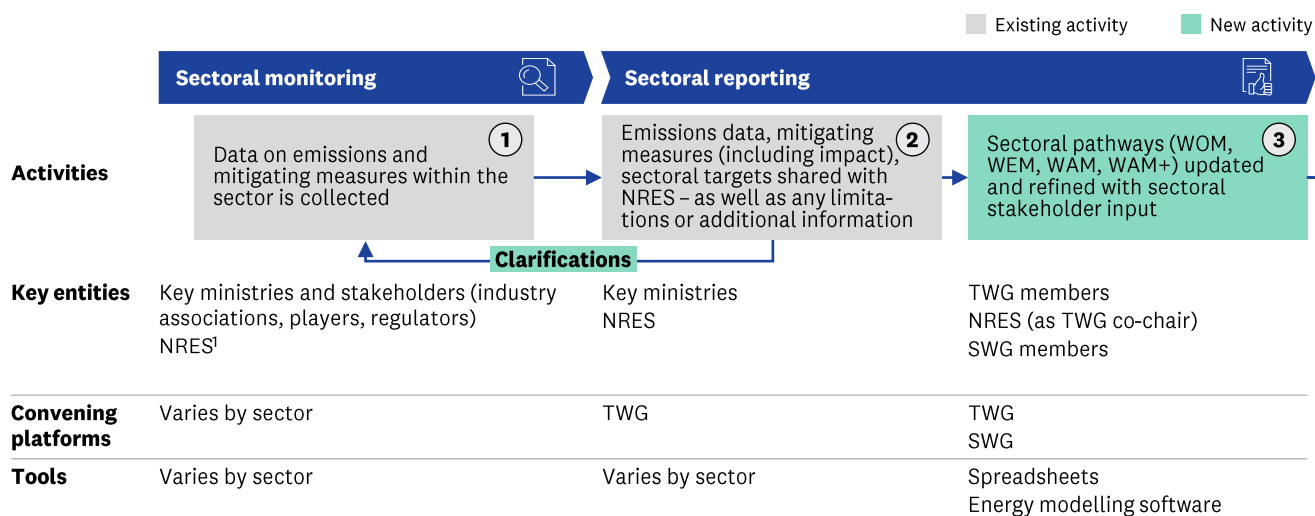 Existing activity
New activity
Sectoral monitoring
Sectoral reporting
Activities
1
Data on emissions and
mitigating measures within the
sector is collected
2
Emissions data, mitigating
measures (including impact),
sectoral targets shared with
NRES – as well as any limita-
tions or additional information
3
Sectoral pathways (WOM,
WEM, WAM, WAM+) updated
and refined with sectoral
stakeholder input
Clarifications
Key entities
Key ministries and stakeholders (industry
associations, players, regulators)
NRES¹
Key ministries
NRES
TWG members
NRES (as TWG co-chair)
SWG members
Convening
platforms
Varies by sector
TWG
TWG
SWG
Tools
Varies by sector
Varies by sector
Spreadsheets
Energy modelling software